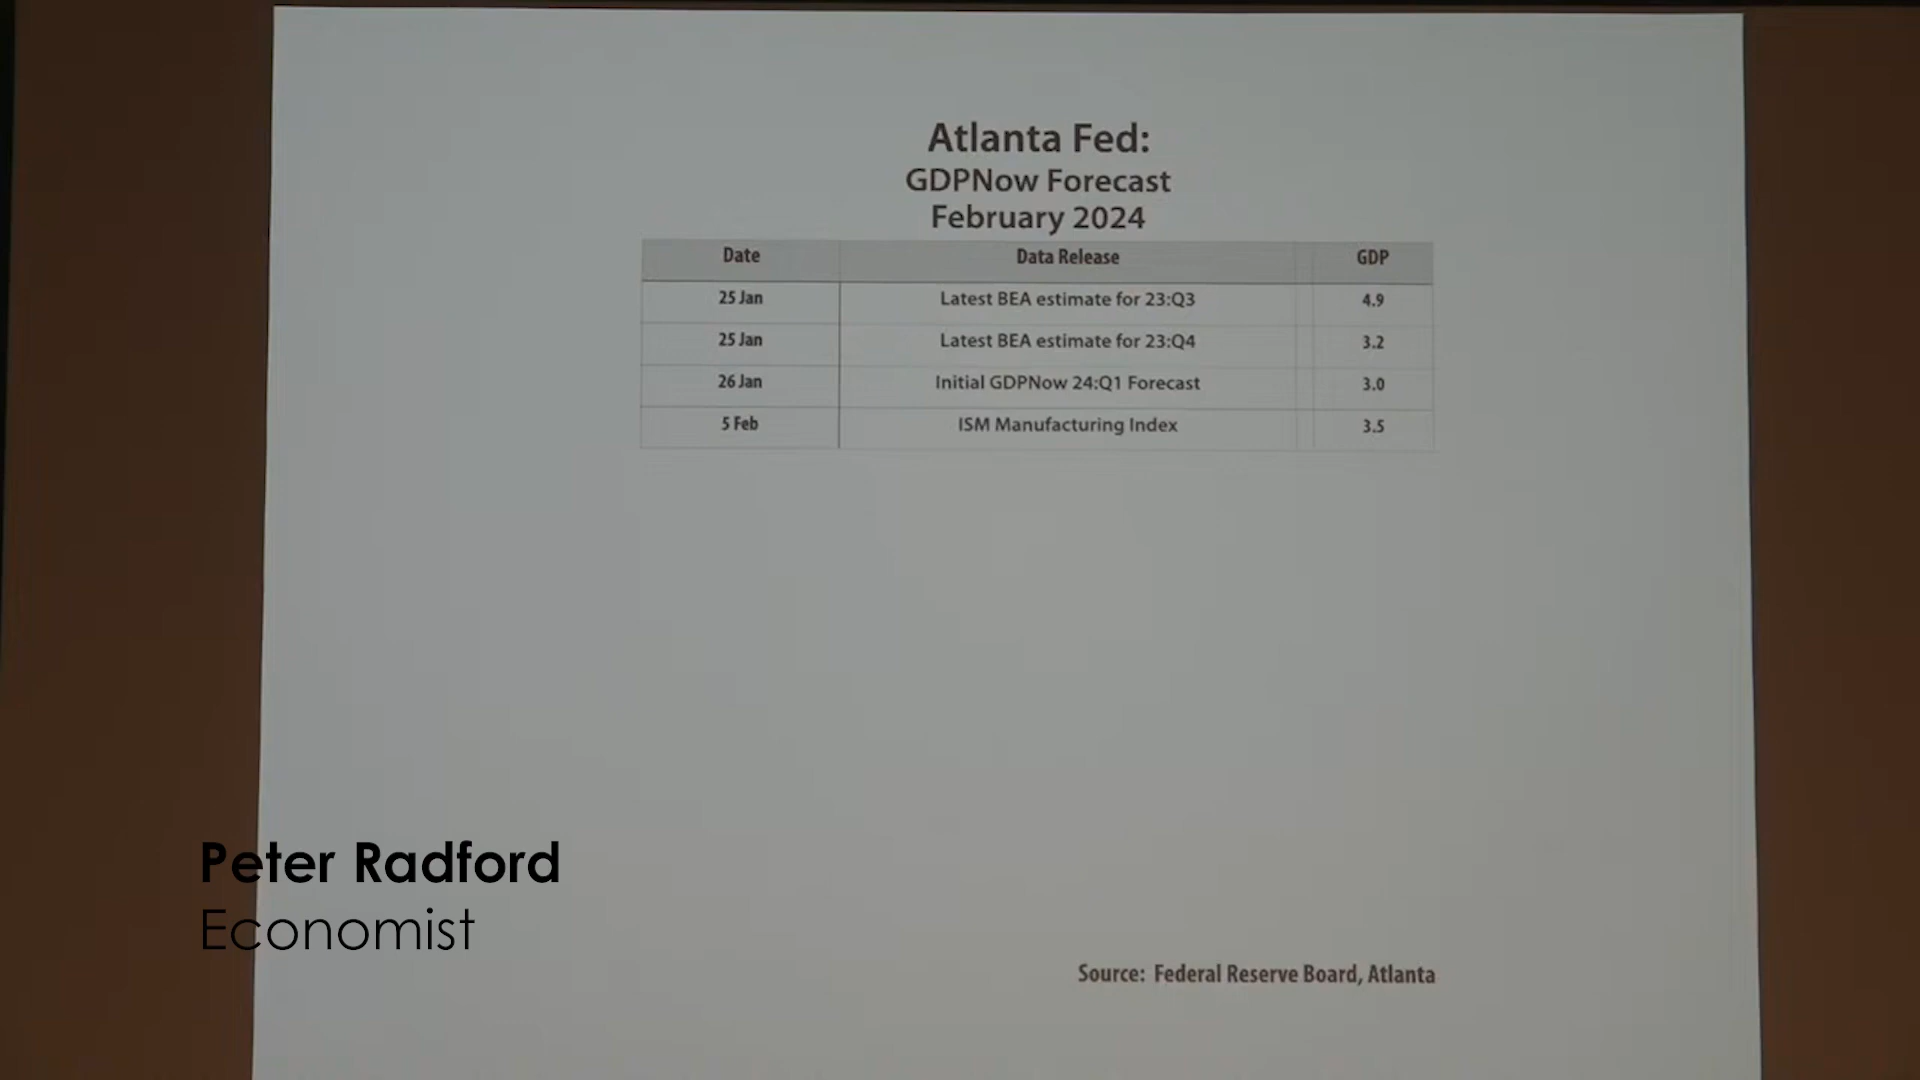 Atlanta Fed:
GDPNow Forecast
February 2024
Date Data Release GDP
25 Jan Latest BEA estimate for 23:Q3 4.9
25 Jan Latest BEA estimate for 23:Q4 3.2
26 Jan Initial GDPNow 24:Q1 Forecast 3.0
5 Feb ISM Manufacturing Index 3.5
Peter Radford
Economist
Source: Federal Reserve Board, Atlanta